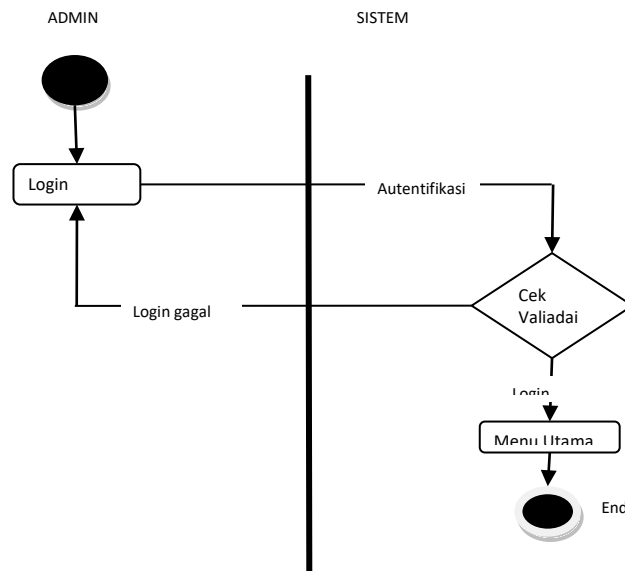 ADMIN
SISTEM
Login
Autentifikasi
Login gagal
Cek
Valiadai
Login
Menu Utama
End